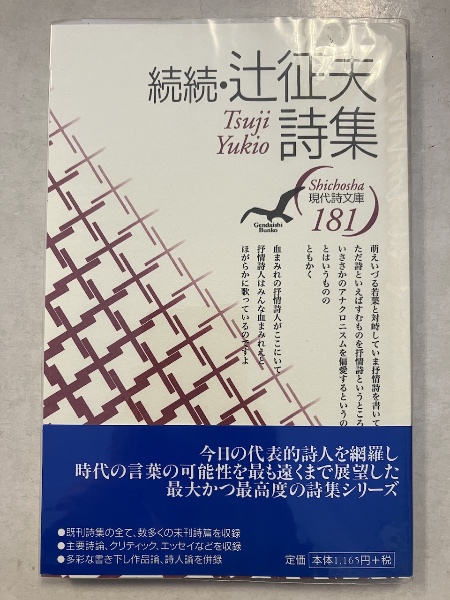 続続・辻征夫
詩集
Tsuji
Yukio
Shichosha
現代詩文庫
181
Gendaishi
Bunko
萌えいづる若葉と対峙していま抒情詩を書いて
ただ詩といえばすむものを抒情詩というところ
いささかのアナクロニスムを偏愛するというの
とはいうものの
ともかく
血まみれの抒情詩人がここにいて
抒情詩人はみんな血まみれえと
ほがらかに歌っているのですよ
今日の代表的詩人を網羅し
時代の言葉の可能性を最も遠くまで展望した
最大かつ最高度の詩集シリーズ
●既刊詩集の全て、数多くの未刊詩篇を収録
●主要詩論、クリティック、エッセイなどを収録
●多彩な書き下し作品論、詩人論を併録
定価 本体1,165円+税